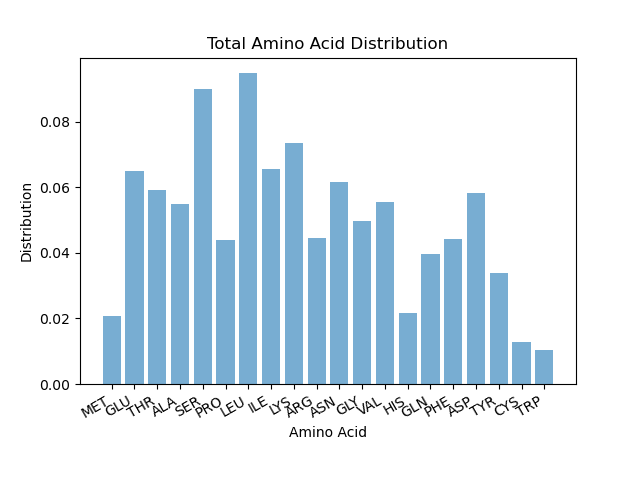 Total Amino Acid Distribution
Distribution
0.08
0.06
0.04
0.02
0.00
MET GLU THR ALA SER PRO LEU ILE LYS ARG ASN GLY VAL HIS GLN PHE ASP TYR CYS TRP
Amino Acid